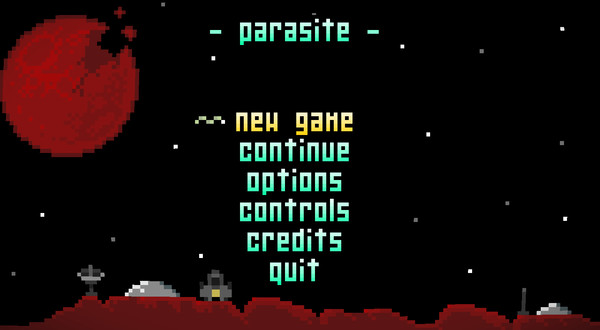 - parasite -
new game
continue
options
controls
credits
quit